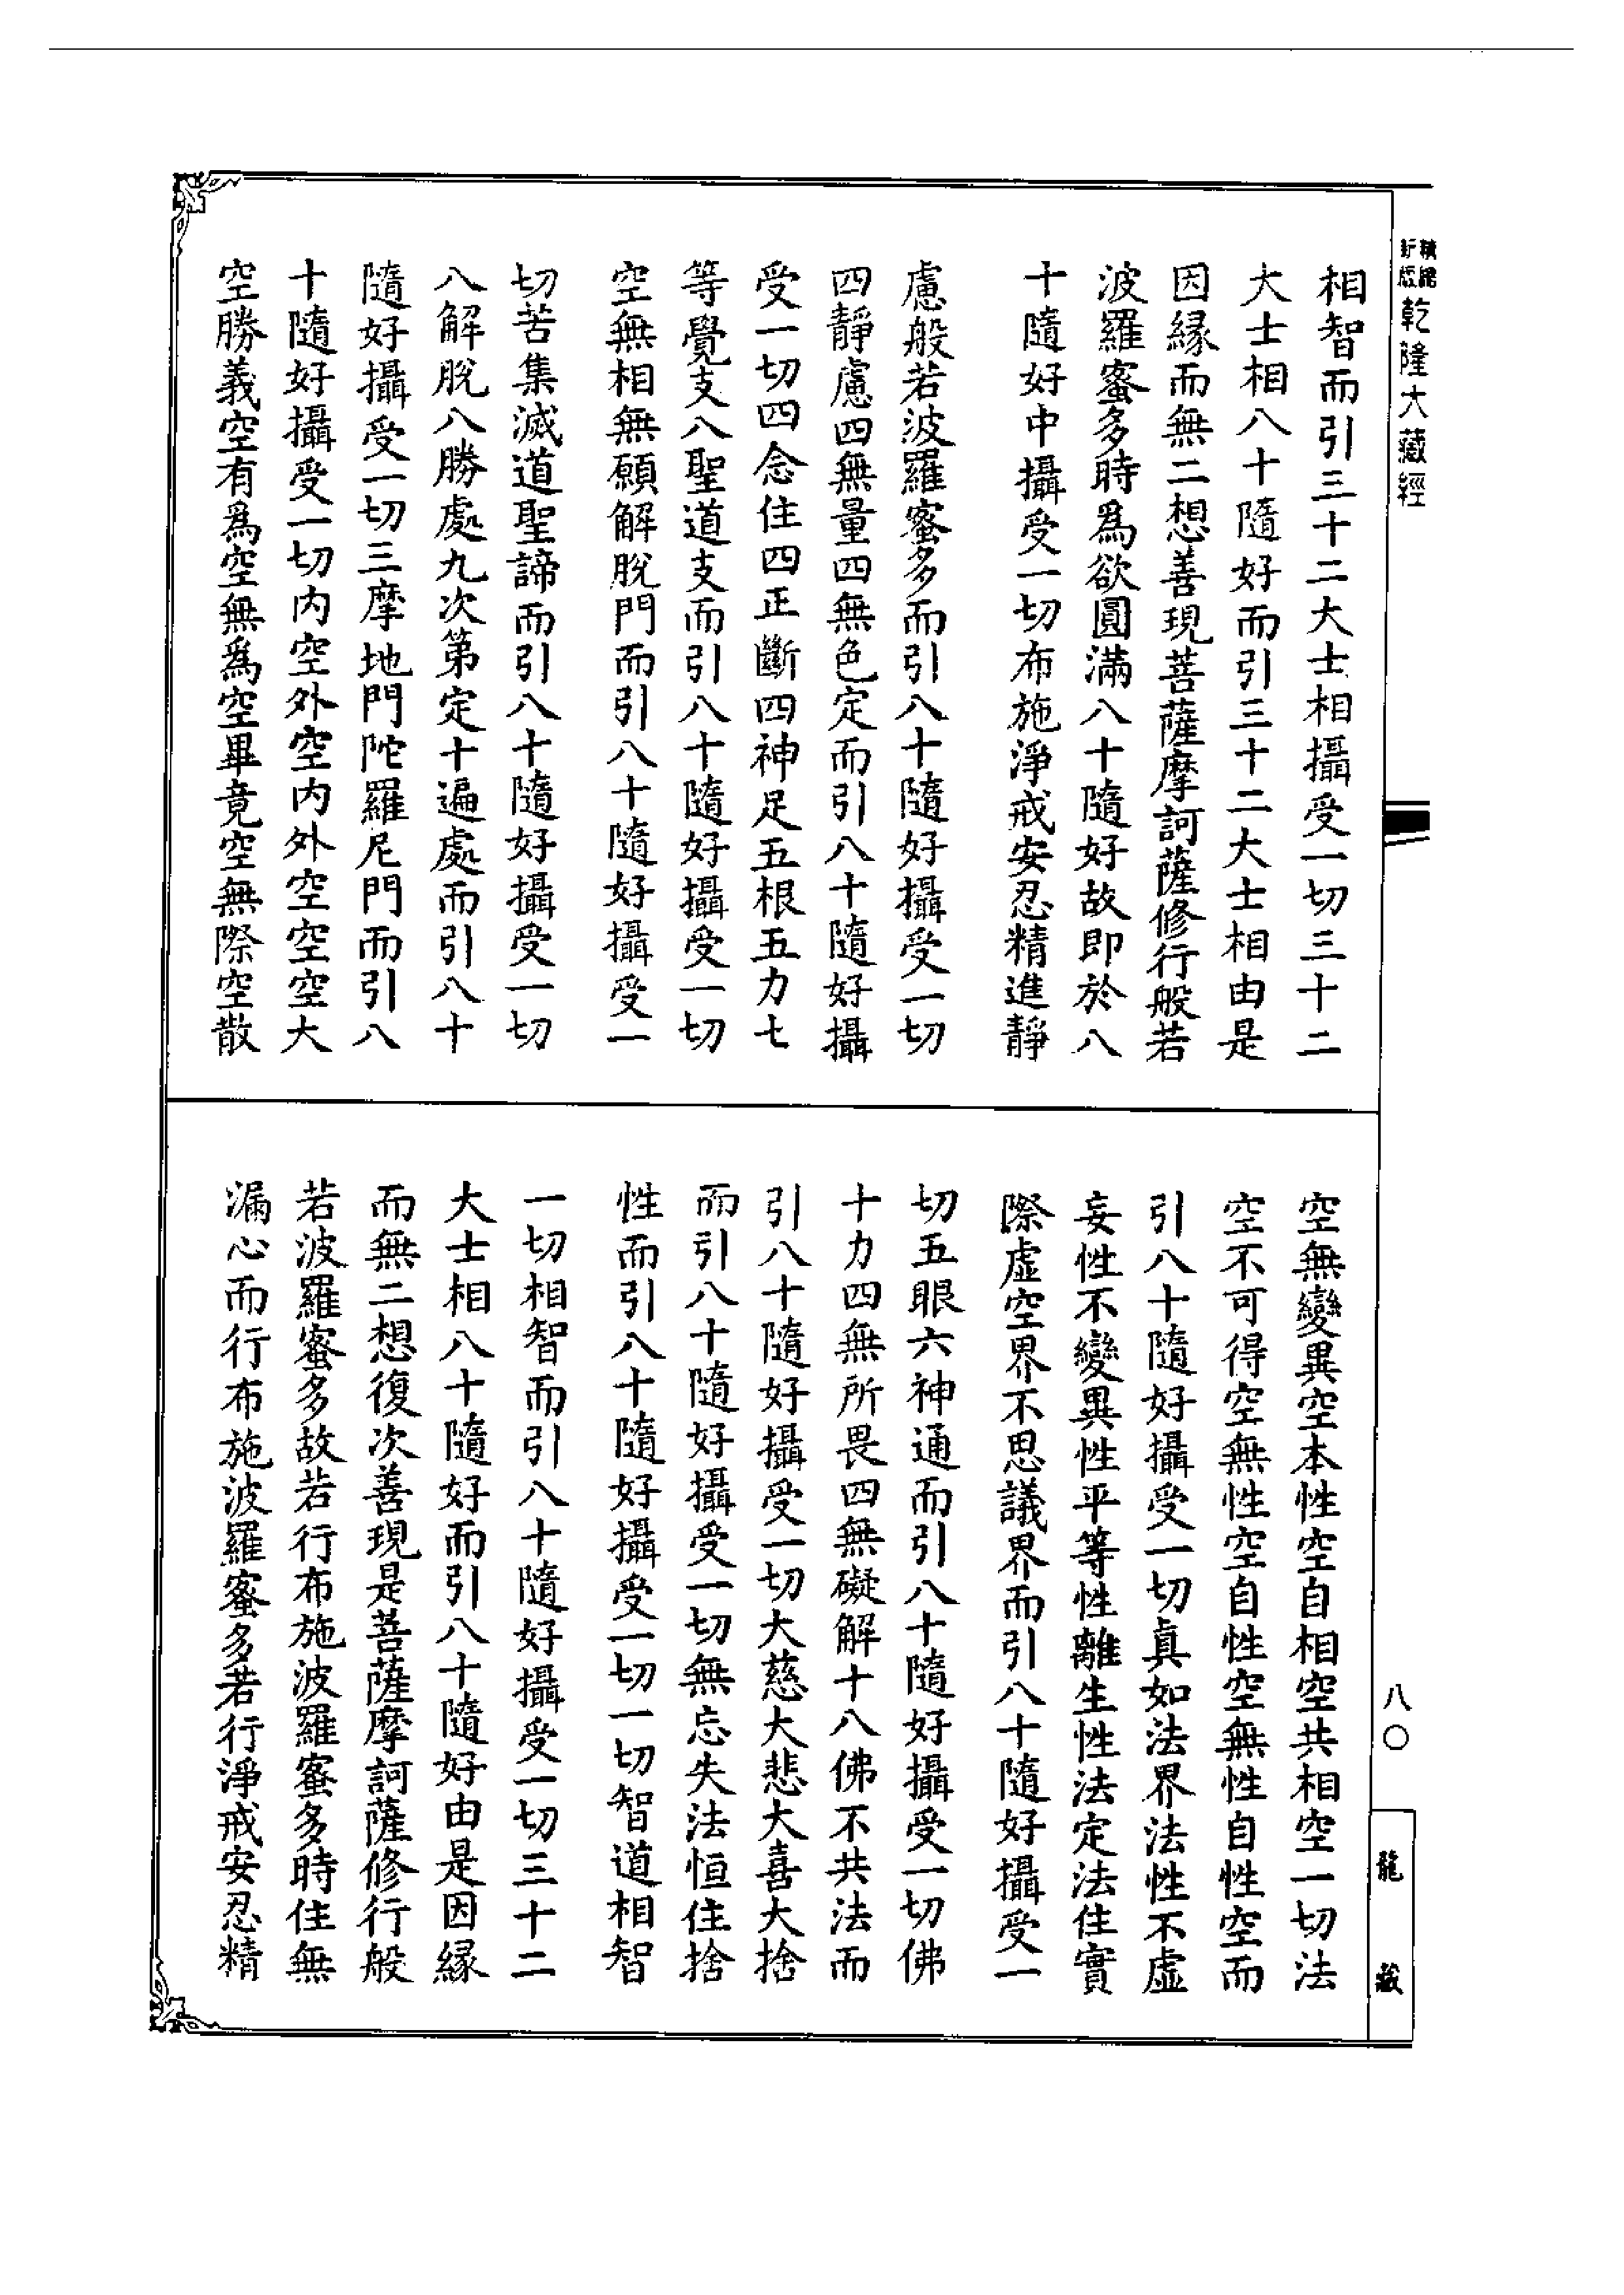 乾隆大藏經
相智而引三十二大士相攝受一切三十二
大士相八十隨好而引三十二大士相由是
因緣而無二想善現菩薩摩訶薩修行般若
波羅蜜多時爲欲圓滿八十隨好故即於八
十隨好中攝受一切布施淨戒安忍精進靜
慮般若波羅蜜多而引八十隨好攝受一切
四靜慮四無量四無色定而引八十隨好攝
受一切四念住四正斷四神足五根五力七
等覺支八聖道支而引八十隨好攝受一切
空無相無願解脫門而引八十隨好攝受一
切苦集滅道聖諦而引八十隨好攝受一切
八解脫八勝處九次第定十遍處而引八十
隨好攝受一切三摩地門陀羅尼門而引八
十隨好攝受一切內空外空內外空空空大
空勝義空有爲空無爲空畢竟空無際空散
空無變異空本性空自相空共相空一切法
空不可得空無性空自性空無性自性空而
引八十隨好攝受一切眞如法界法性不虛
妄性不變異性平等性離生性法定法住實
際虛空界不思議界而引八十隨好攝受一
切五眼六神通而引八十隨好攝受一切佛
十力四無所畏四無礙解十八佛不共法而
引八十隨好攝受一切大慈大悲大喜大捨
而引八十隨好攝受一切無忘失法恒住捨
性而引八十隨好攝受一切一切智道相智
一切相智而引八十隨好攝受一切三十二
大士相八十隨好而引八十隨好由是因緣
而無二想復次善現是菩薩摩訶薩修行般
若波羅蜜多故若行布施波羅蜜多時住無
漏心而行布施波羅蜜多若行淨戒安忍精
八〇
龍藏